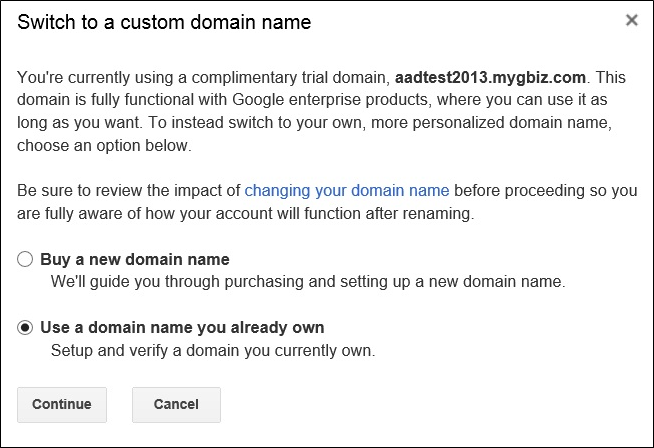 Switch to a custom domain name
You're currently using a complimentary trial domain, aadtest2013.mygbiz.com. This
domain is fully functional with Google enterprise products, where you can use it as
long as you want. To instead switch to your own, more personalized domain name,
choose an option below.
Be sure to review the impact of changing your domain name before proceeding so you
are fully aware of how your account will function after renaming.
Buy a new domain name
We'll guide you through purchasing and setting up a new domain name.
Use a domain name you already own
Setup and verify a domain you currently own.
Continue Cancel